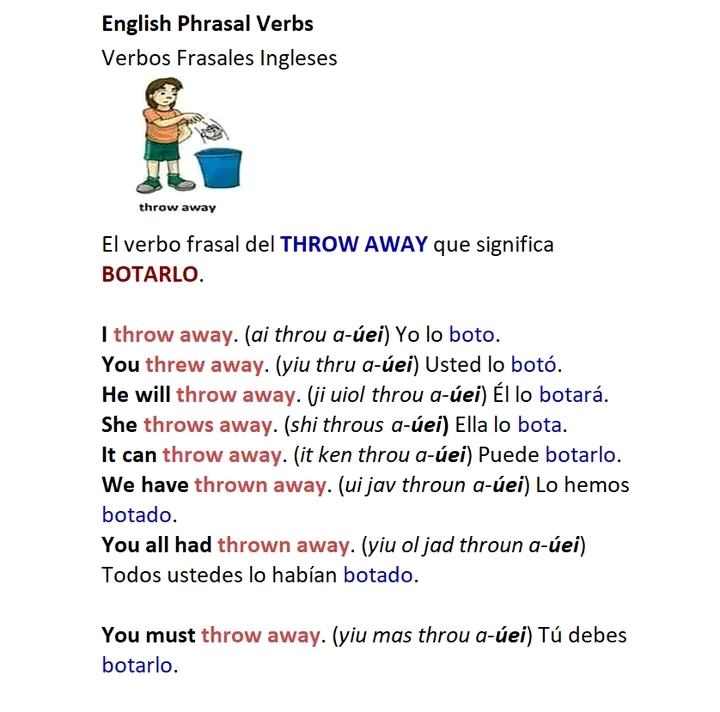 English Phrasal Verbs
Verbos Frasales Ingleses
throw away
El verbo frasal del THROW AWAY que significa
BOTARLO.
I throw away. (ai throu a-úei) Yo lo boto.
You threw away. (yiu thru a-úei) Usted lo botó.
He will throw away. (ji uiol throu a-úei) Él lo botará.
She throws away. (shi throus a-úei) Ella lo bota.
It can throw away. (it ken throu a-úei) Puede botarlo.
We have thrown away. (ui jav throun a-úei) Lo hemos
botado.
You all had thrown away. (yiu ol jad throun a-úei)
Todos ustedes lo habían botado.
You must throw away. (yiu mas throu a-úei) Tú debes
botarlo.